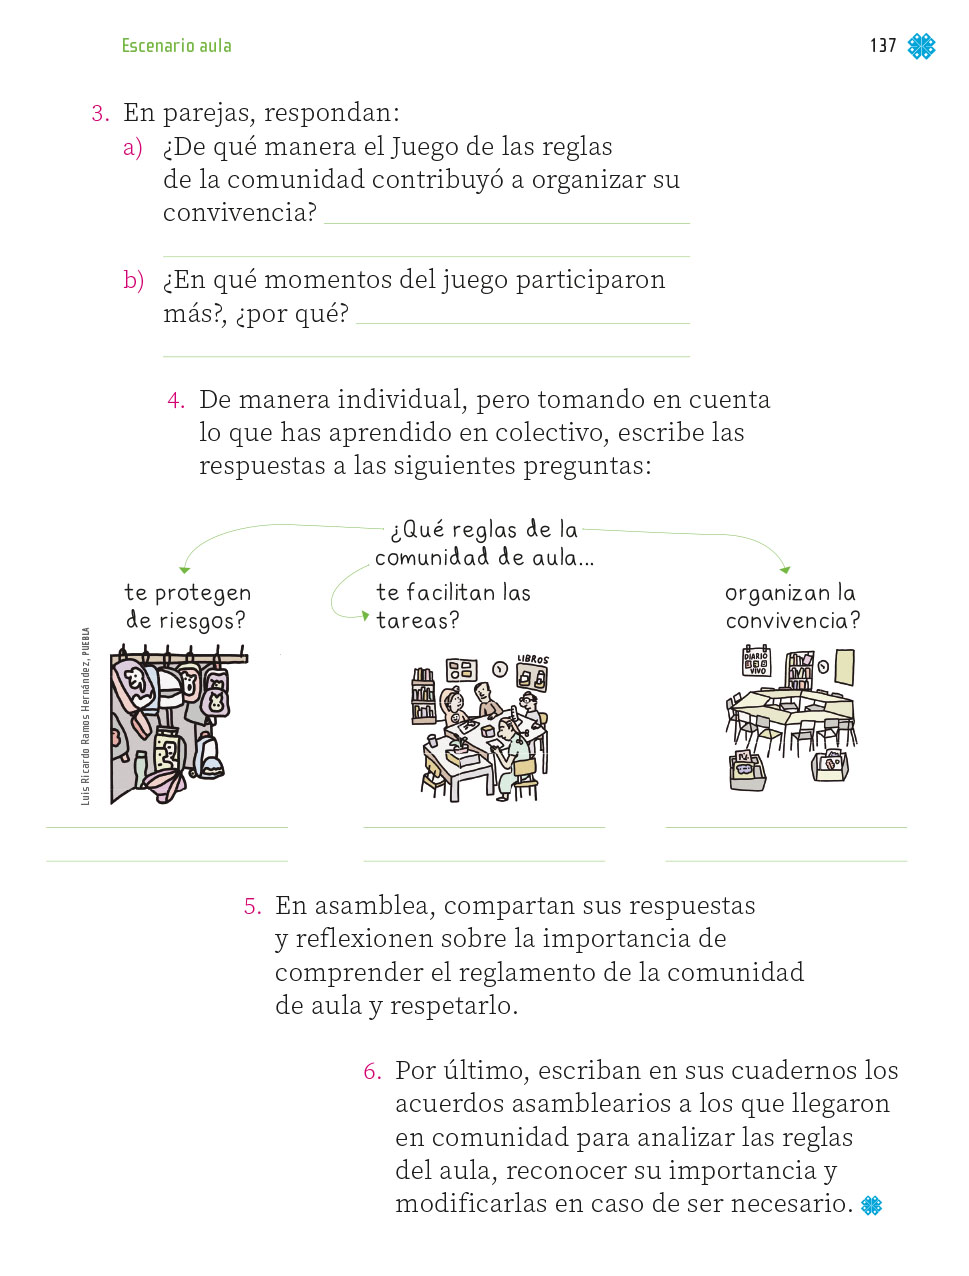 Escenario aula
137
3. En parejas, respondan:
a) ¿De qué manera el Juego de las reglas
de la comunidad contribuyó a organizar su
convivencia?
b) ¿En qué momentos del juego participaron
más?, ¿por qué?
4. De manera individual, pero tomando en cuenta
lo que has aprendido en colectivo, escribe las
respuestas a las siguientes preguntas:
¿Qué reglas de la
comunidad de aula...
te protegen
de riesgos?
te facilitan las
tareas?
organizan la
convivencia?
Luis Ricardo Ramos Hernández, PUEBLA
LIBROS
DIARIO
VIVO
5. En asamblea, compartan sus respuestas
y reflexionen sobre la importancia de
comprender el reglamento de la comunidad
de aula y respetarlo.
6. Por último, escriban en sus cuadernos los
acuerdos asamblearios a los que llegaron
en comunidad para analizar las reglas
del aula, reconocer su importancia y
modificarlas en caso de ser necesario.